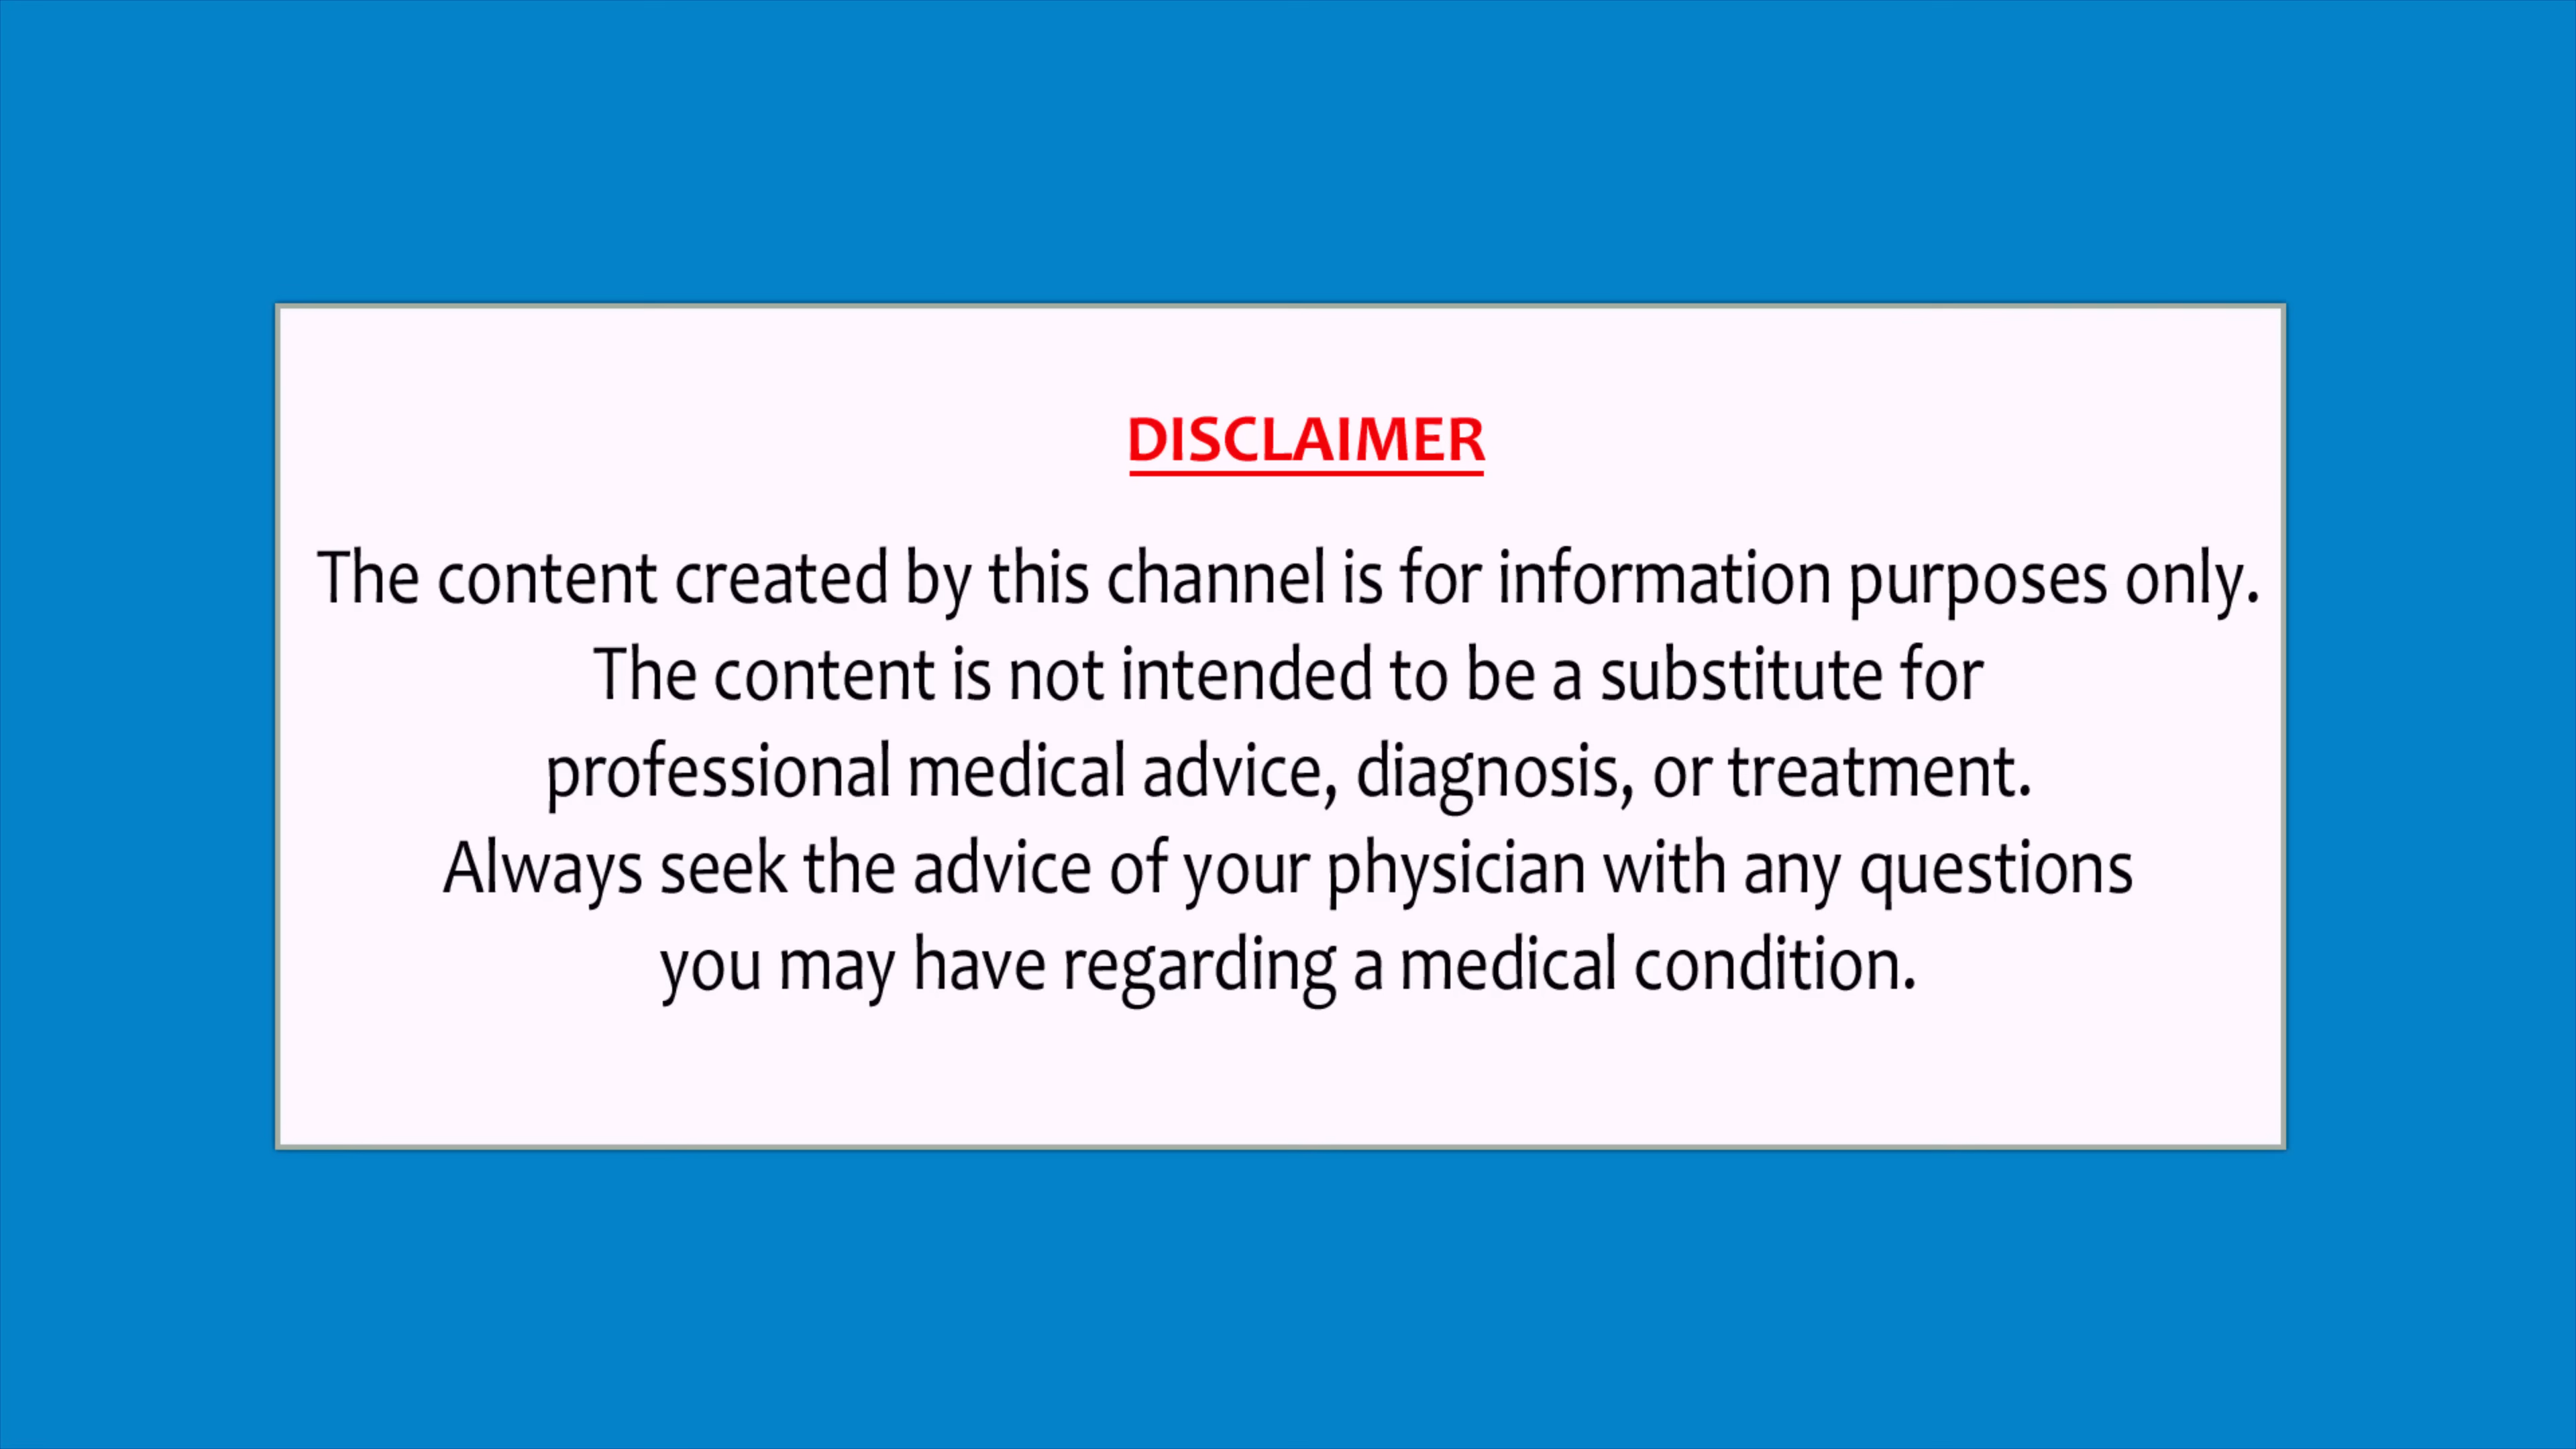 DISCLAIMER
The content created by this channel is for information purposes only.
The content is not intended to be a substitute for
professional medical advice, diagnosis, or treatment.
Always seek the advice of your physician with any questions
you may have regarding a medical condition.